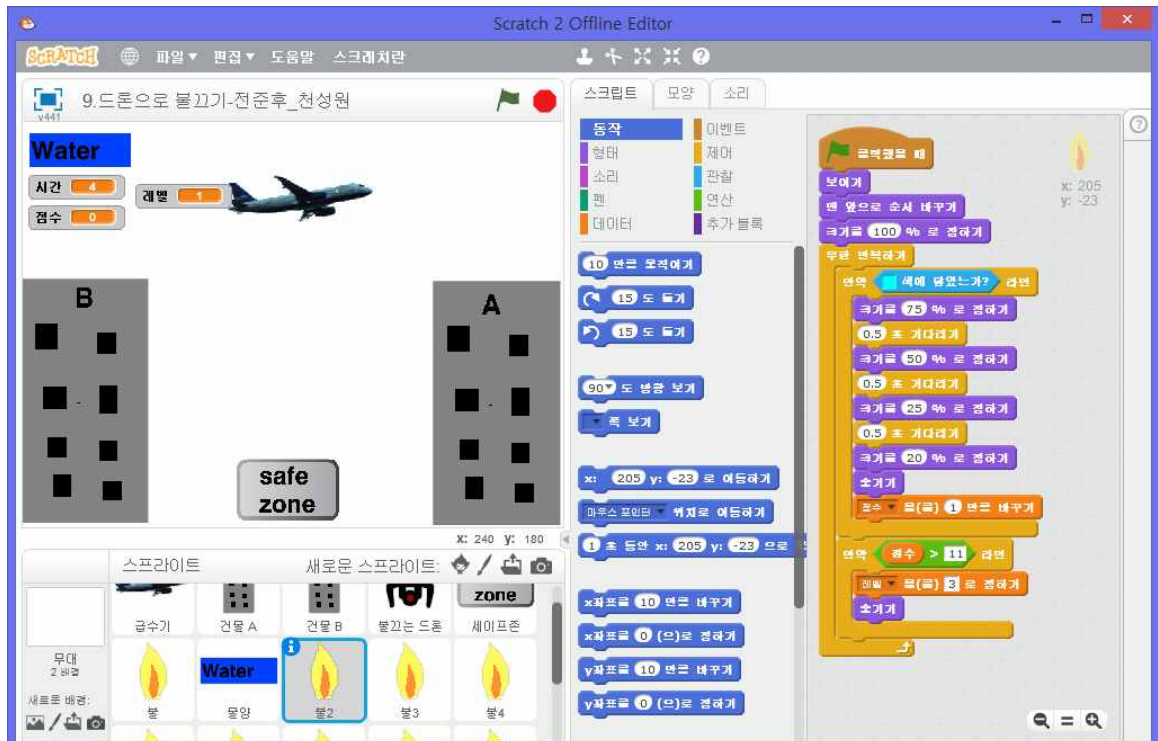 Scratch 2 Offline Editor
SCRATCH 파일 편집 도움말 스크래치란
v441
9.드론으로 불끄기-전준후_천성원
Water
시간 4
레벨 1
점수 0
B
A
safe
zone
X: 240 y: 180
스프라이트 새로운 스프라이트:
무대
2 배경
새로운 배경:
zone
급수기 건물 A 건물 B 불끄는 드론 세이프존
Water
불 물양 불2 불3 불4
스크립트 모양 소리
동작 이벤트
형태 제어
소리 관찰
펜 연산
데이터 추가 블록
10 만큼 움직이기
15 도 돌기
15 도 돌기
90 도 방향 보기
쪽 보기
x: 205 y: -23 로 이동하기
마우스 포인터 위치로 이동하기
1 초 동안 x: 205 y: -23 으로
x좌표를 10 만큼 바꾸기
x좌표를 0 (으)로 정하기
y좌표를 10 만큼 바꾸기
y좌표를 0 (으)로 정하기
클릭했을 때
보이기
맨 앞으로 순서 바꾸기
크기를 100 % 로 정하기
무한 반복하기
만약 색에 닿았는가? 라면
크기를 75 % 로 정하기
0.5 초 기다리기
크기를 50 % 로 정하기
0.5 초 기다리기
크기를 25 % 로 정하기
0.5 초 기다리기
크기를 20 % 로 정하기
숨기기
점수 을(를) 1 만큼 바꾸기
만약 점수 > 11 라면
레벨 을(를) 3 로 정하기
숨기기
x: 205
y: -23